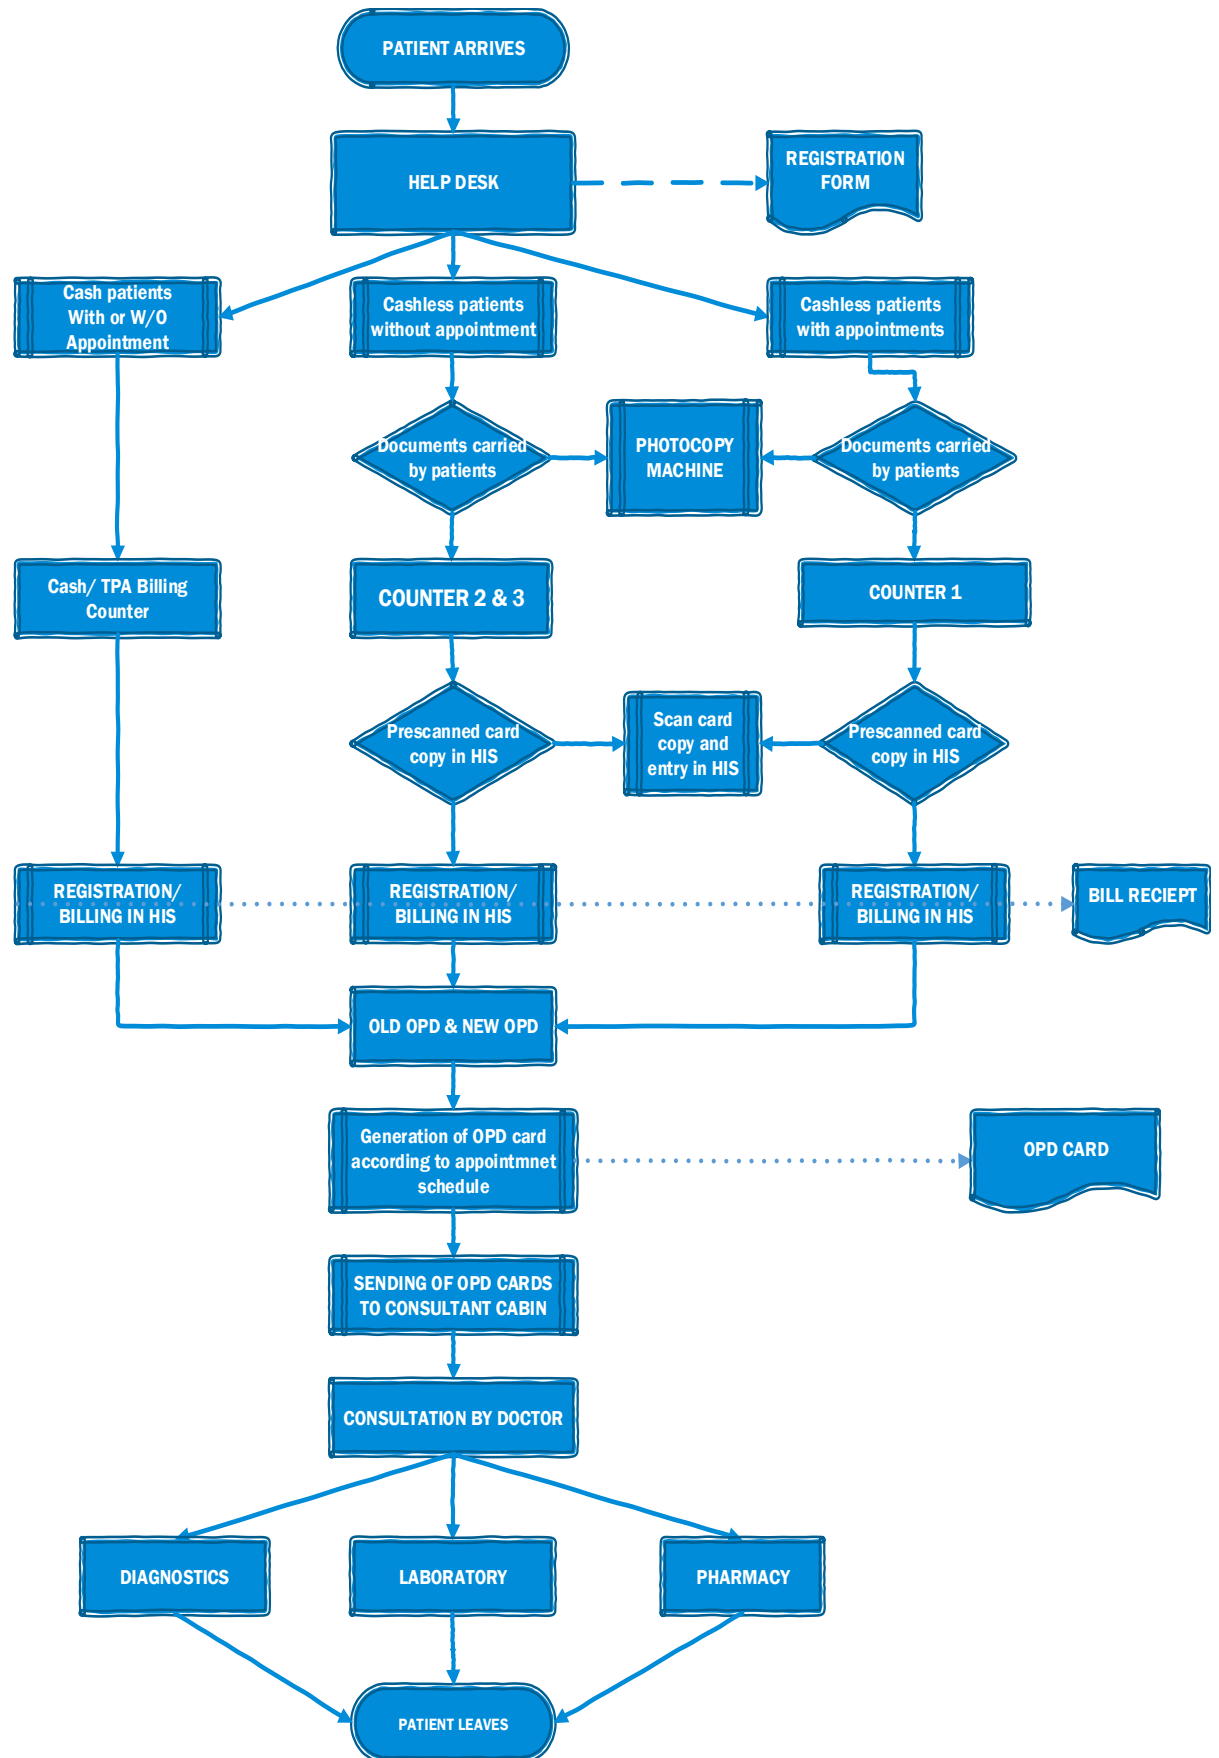 PATIENT ARRIVES
HELP DESK
REGISTRATION
FORM
Cash patients
With or W/O
Appointment
Cashless patients
without appointment
Cashless patients
with appointments
Documents carried
by patients
PHOTOCOPY
MACHINE
Documents carried
by patients
Cash/ TPA Billing
Counter
COUNTER 2 & 3
COUNTER 1
Prescanned card
copy in HIS
Scan card
copy and
entry in HIS
Prescanned card
copy in HIS
REGISTRATION/
BILLING IN HIS
REGISTRATION/
BILLING IN HIS
REGISTRATION/
BILLING IN HIS
BILL RECIEPT
OLD OPD & NEW OPD
Generation of OPD card
according to appointmnet
schedule
OPD CARD
SENDING OF OPD CARDS
TO CONSULTANT CABIN
CONSULTATION BY DOCTOR
DIAGNOSTICS
LABORATORY
PHARMACY
PATIENT LEAVES